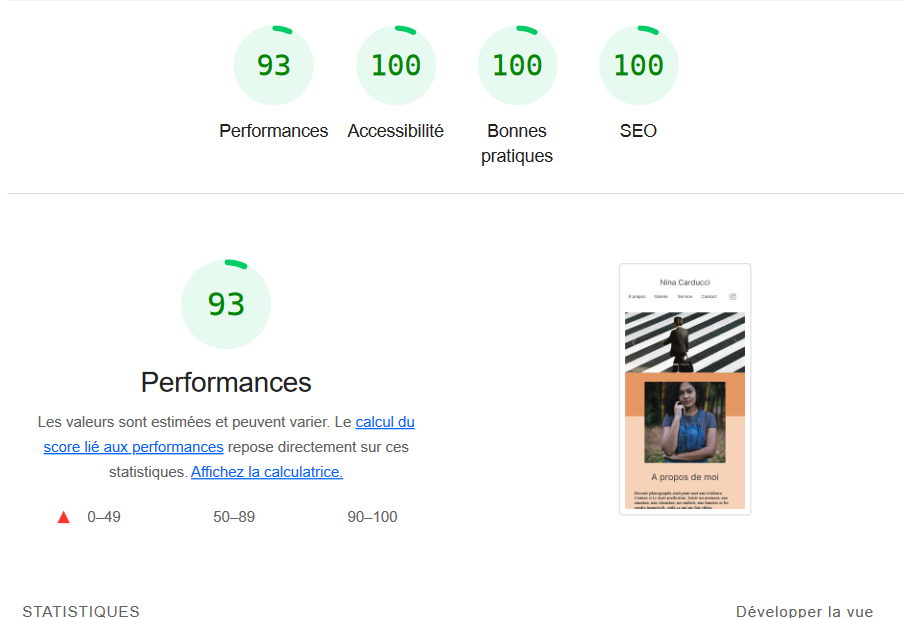 93
100
100
100
Performances
Accessibilité
Bonnes
pratiques
SEO
93
Performances
Les valeurs sont estimées et peuvent varier. Le calcul du
score lié aux performances repose directement sur ces
statistiques. Affichez la calculatrice.
0–49
50–89
90–100
Nina Carducci
À propos
Galerie
Service
Contact
A propos de moi
STATISTIQUES
Développer la vue